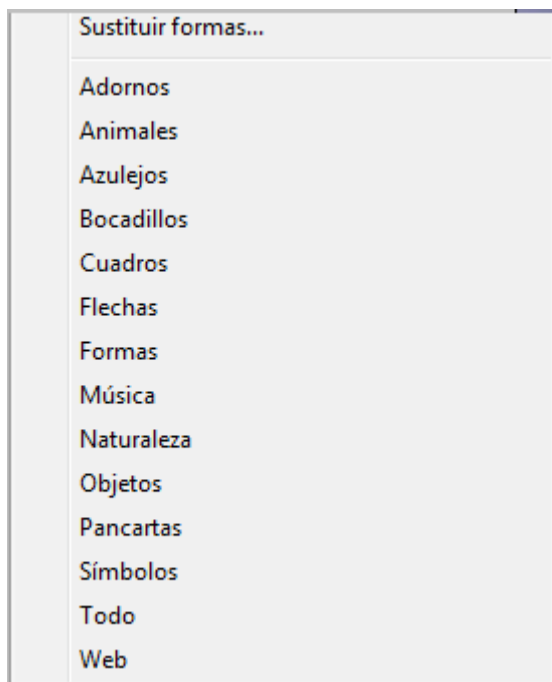 Sustituir formas...
Adornos
Animales
Azulejos
Bocadillos
Cuadros
Flechas
Formas
Música
Naturaleza
Objetos
Pancartas
Símbolos
Todo
Web